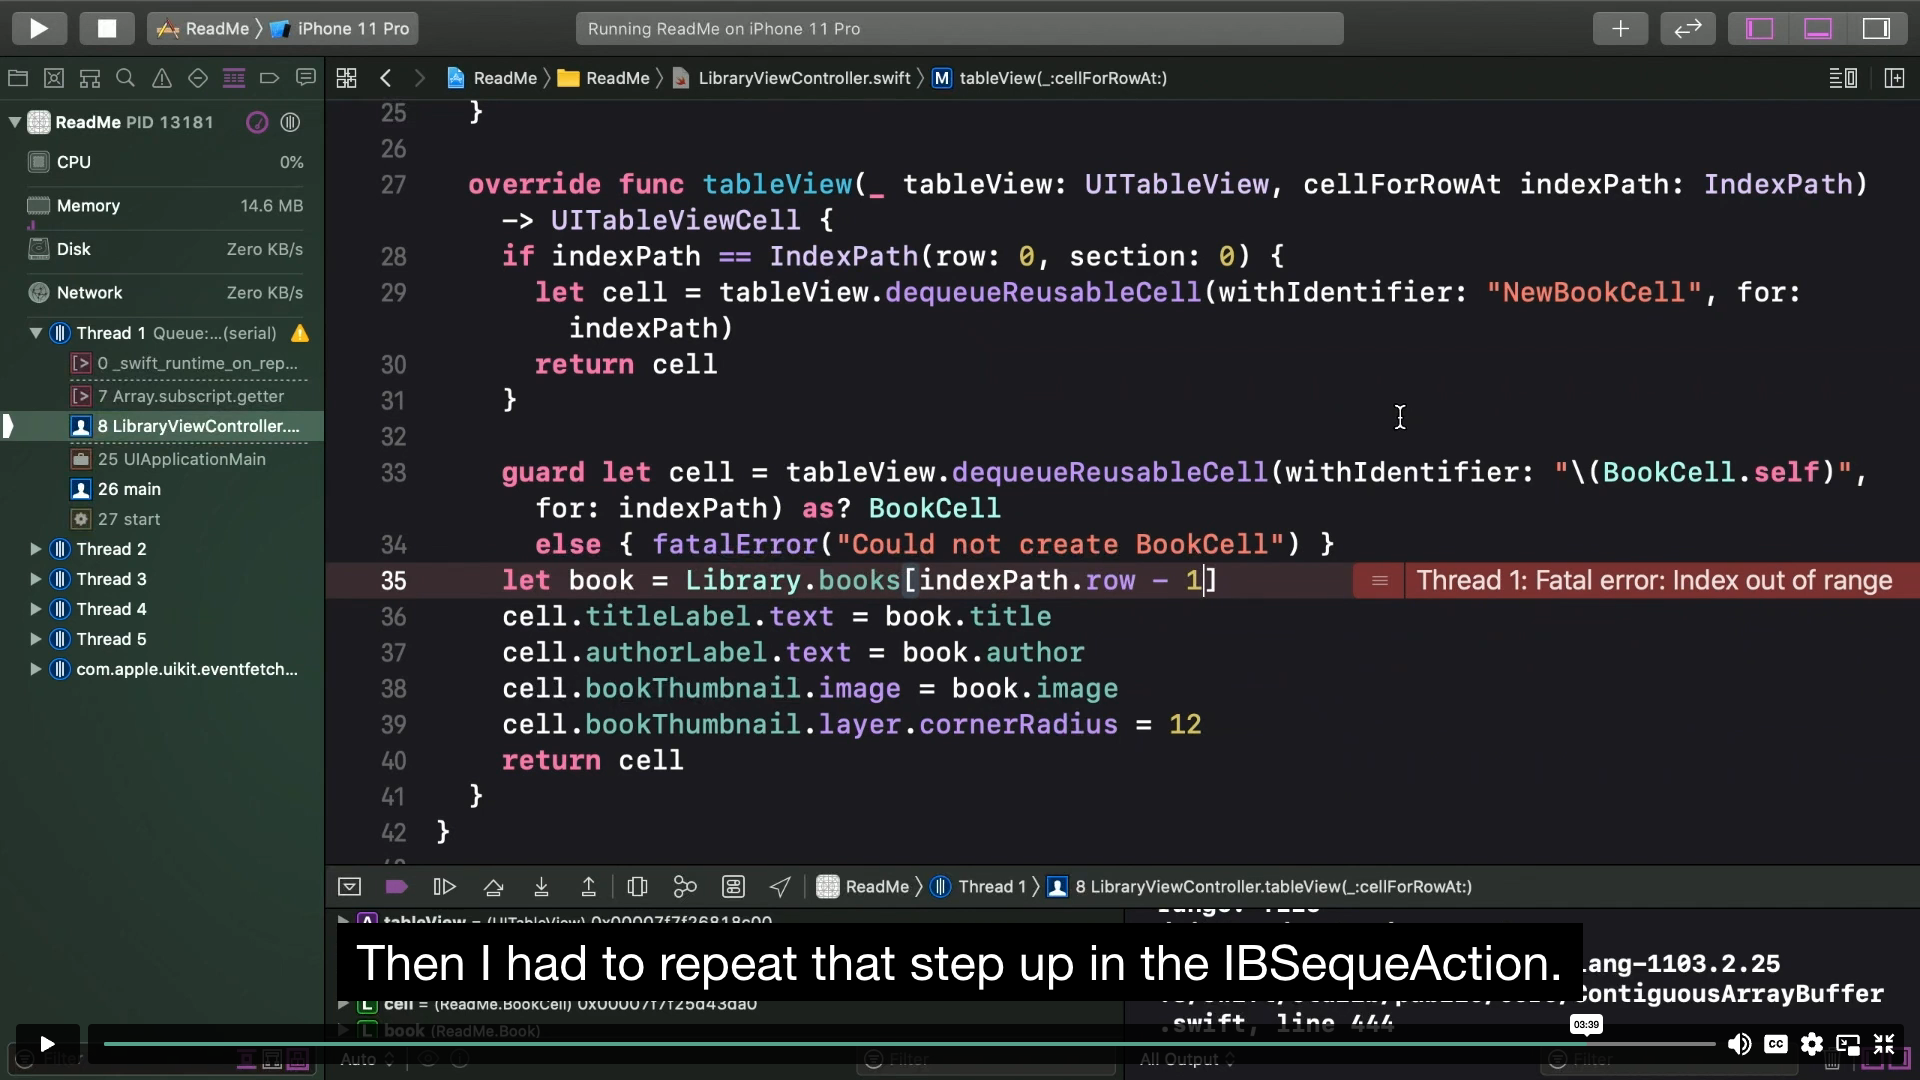 ReadMe
iPhone 11 Pro
Running ReadMe on iPhone 11 Pro
ReadMe
ReadMe
LibraryViewController.swift
M
tableView(_:cellForRowAt:)
ReadMe PID 13181
CPU 0%
Memory 14.6 MB
Disk Zero KB/s
Network Zero KB/s
Thread 1 Queue:...(serial)
0 _swift_runtime_on_rep...
7 Array.subscript.getter
8 LibraryViewController....
25 UIApplicationMain
26 main
27 start
Thread 2
Thread 3
Thread 4
Thread 5
com.apple.uikit.eventfetch...
25 }
26
27 override func tableView(_ tableView: UITableView, cellForRowAt indexPath: IndexPath)
-> UITableViewCell {
28 if indexPath == IndexPath(row: 0, section: 0) {
29 let cell = tableView.dequeueReusableCell(withIdentifier: "NewBookCell", for:
indexPath)
30 return cell
31 }
32
33 guard let cell = tableView.dequeueReusableCell(withIdentifier: "\(BookCell.self)",
for: indexPath) as? BookCell
34 else { fatalError("Could not create BookCell") }
35 let book = Library.books[indexPath.row - 1]
Thread 1: Fatal error: Index out of range
36 cell.titleLabel.text = book.title
37 cell.authorLabel.text = book.author
38 cell.bookThumbnail.image = book.image
39 cell.bookThumbnail.layer.cornerRadius = 12
40 return cell
41 }
42 }
ReadMe
Thread 1
8 LibraryViewController.tableView(_:cellForRowAt:)
A tableView = (UITableView) 0x00007f7f26818c00
Then I had to repeat that step up in the IBSequeAction.
L cell = (ReadMe.BookCell) 0x00007f7f25d43da0
L book (ReadMe.Book)
lang-1103.2.25
ContiguousArrayBuffer
.swift, line 444
03:39
CC
Filter
Auto
Filter
All Output
Filter